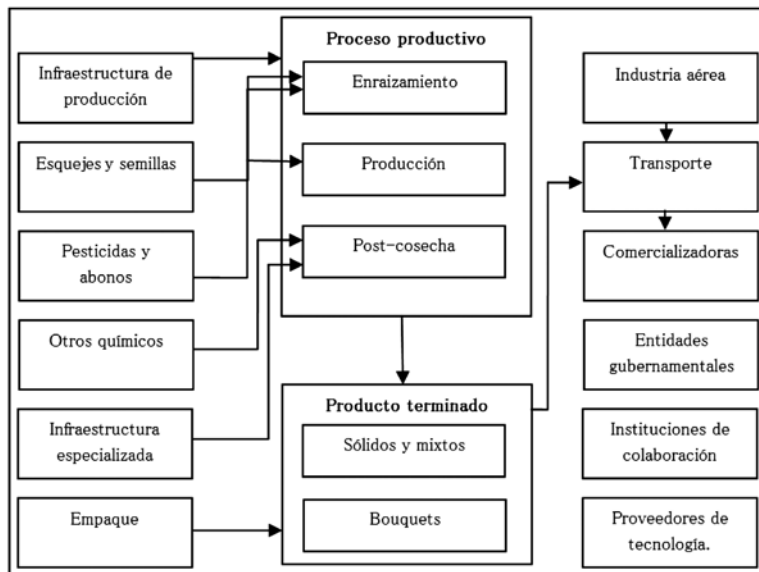 Infraestructura de
producción
Esquejes y semillas
Pesticidas y
abonos
Otros químicos
Infraestructura
especializada
Empaque
Proceso productivo
Enraizamiento
Producción
Post-cosecha
Producto terminado
Sólidos y mixtos
Bouquets
Industria aérea
Transporte
Comercializadoras
Entidades
gubernamentales
Instituciones de
colaboración
Proveedores de
tecnología.